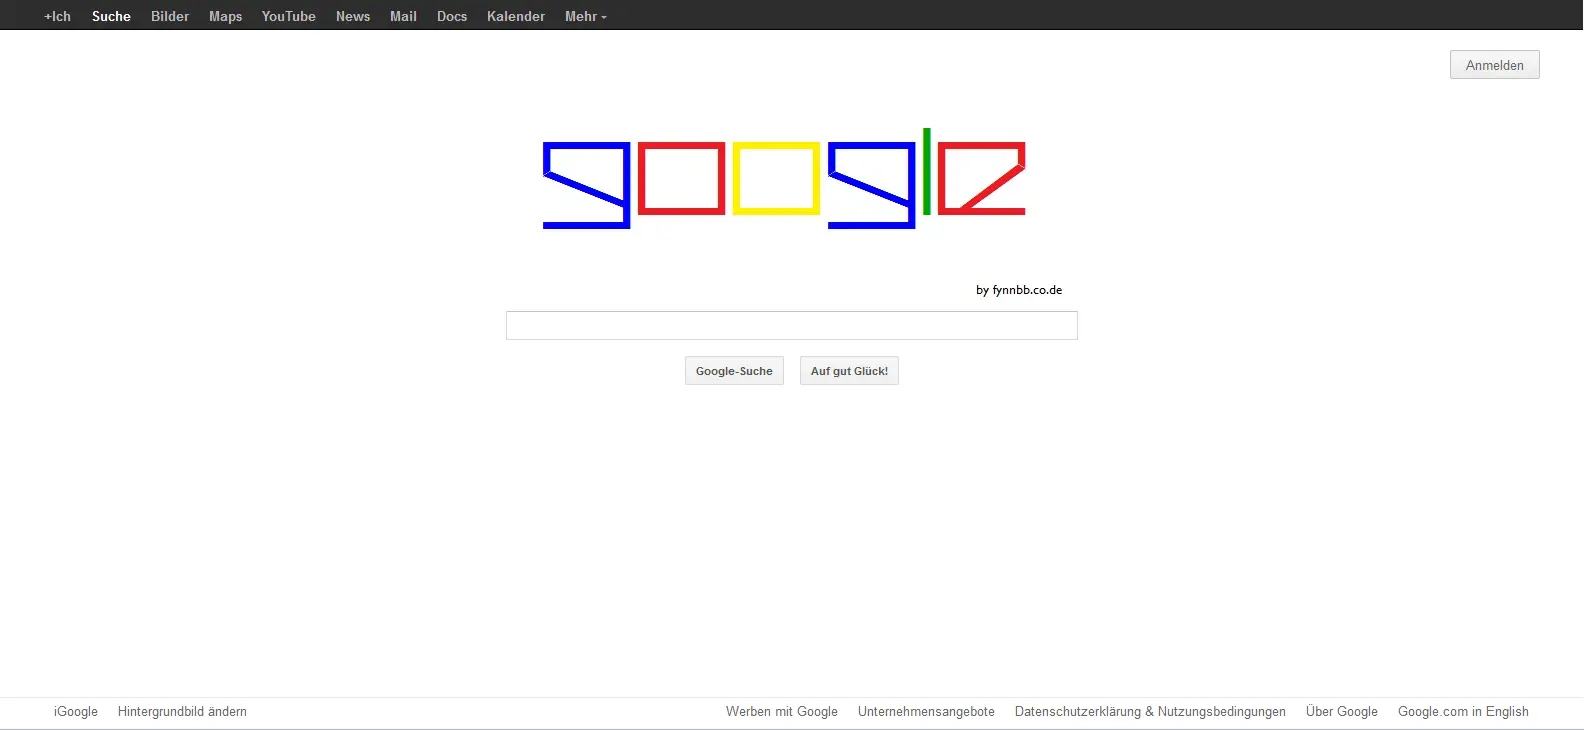 +Ich Suche Bilder Maps YouTube News Mail Docs Kalender Mehr
Anmelden
google
by fynnbb.co.de
Google-Suche Auf gut Glück!
iGoogle Hintergrundbild ändern Werben mit Google Unternehmensangebote Datenschutzerklärung & Nutzungsbedingungen Über Google Google.com in English